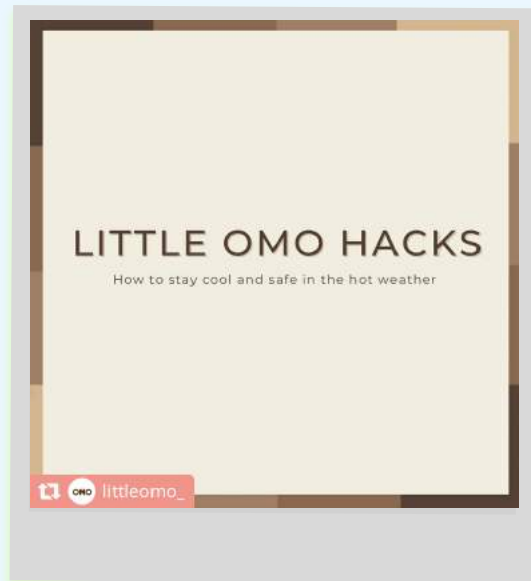 LITTLE OMO HACKS
How to stay cool and safe in the hot weather
OMO littleomo_